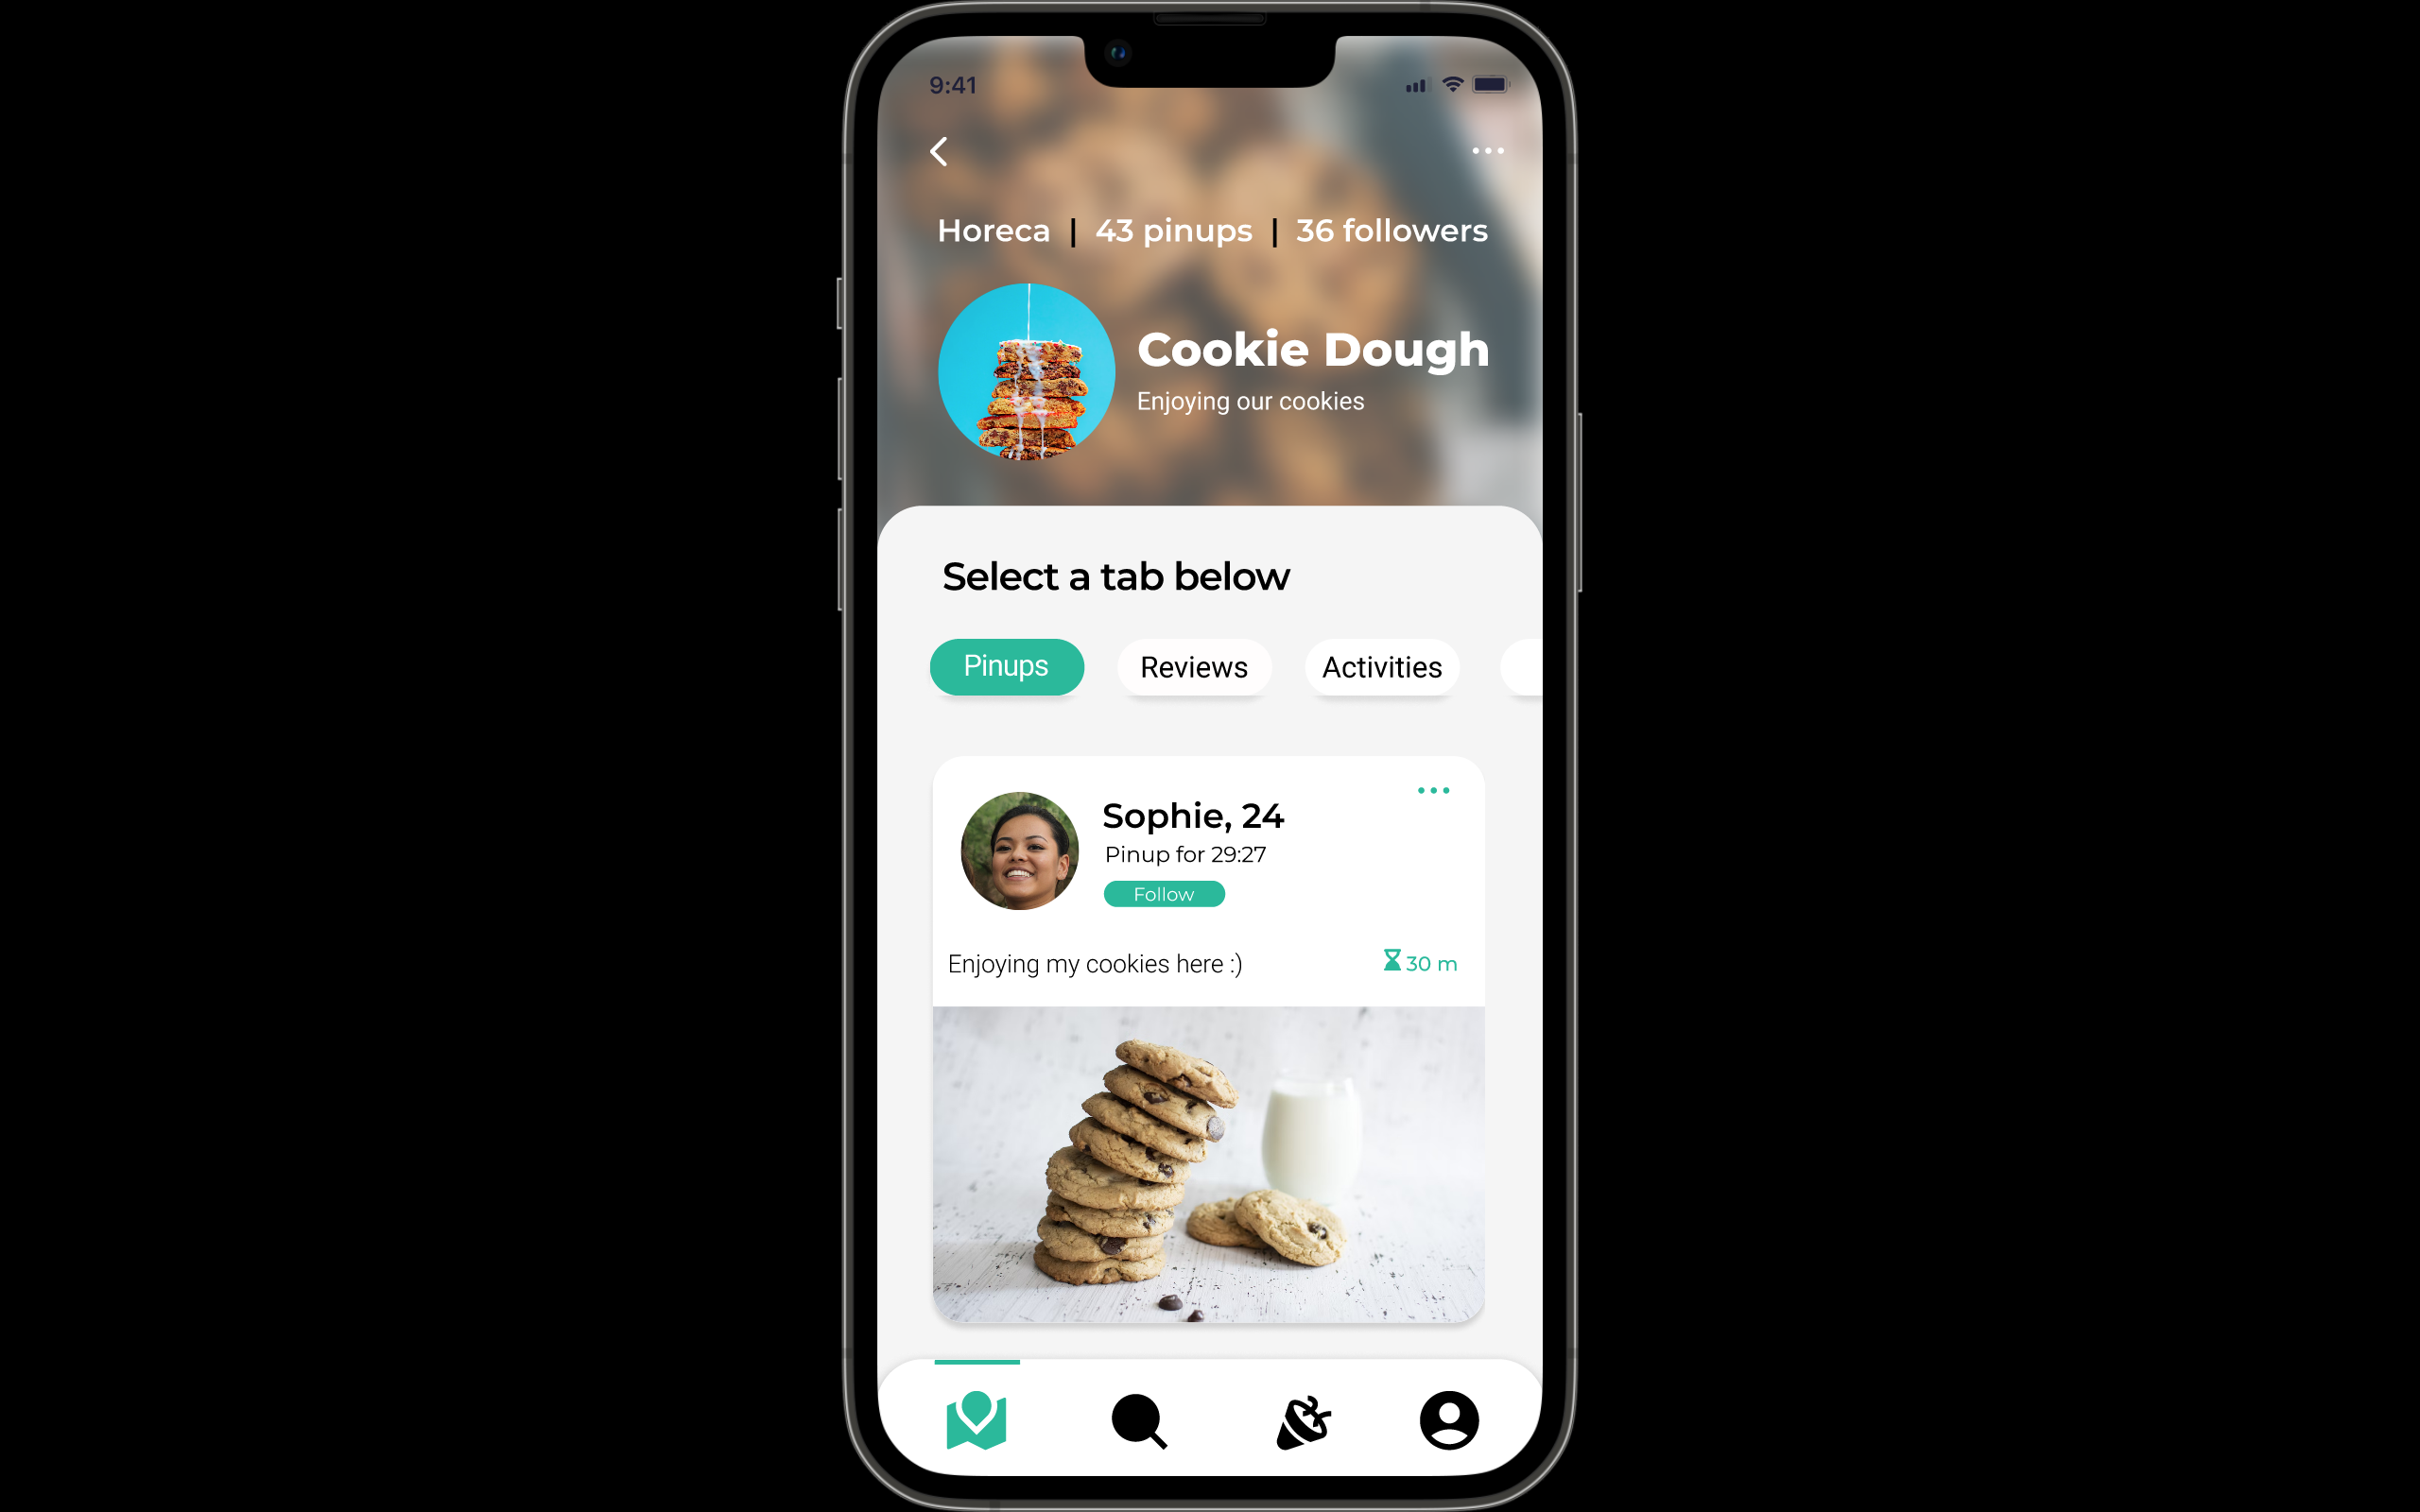 9:41
Horeca | 43 pinups | 36 followers
Cookie Dough
Enjoying our cookies
Select a tab below
Pinups Reviews Activities
Sophie, 24
Pinup for 29:27
Follow
Enjoying my cookies here :) 30 m